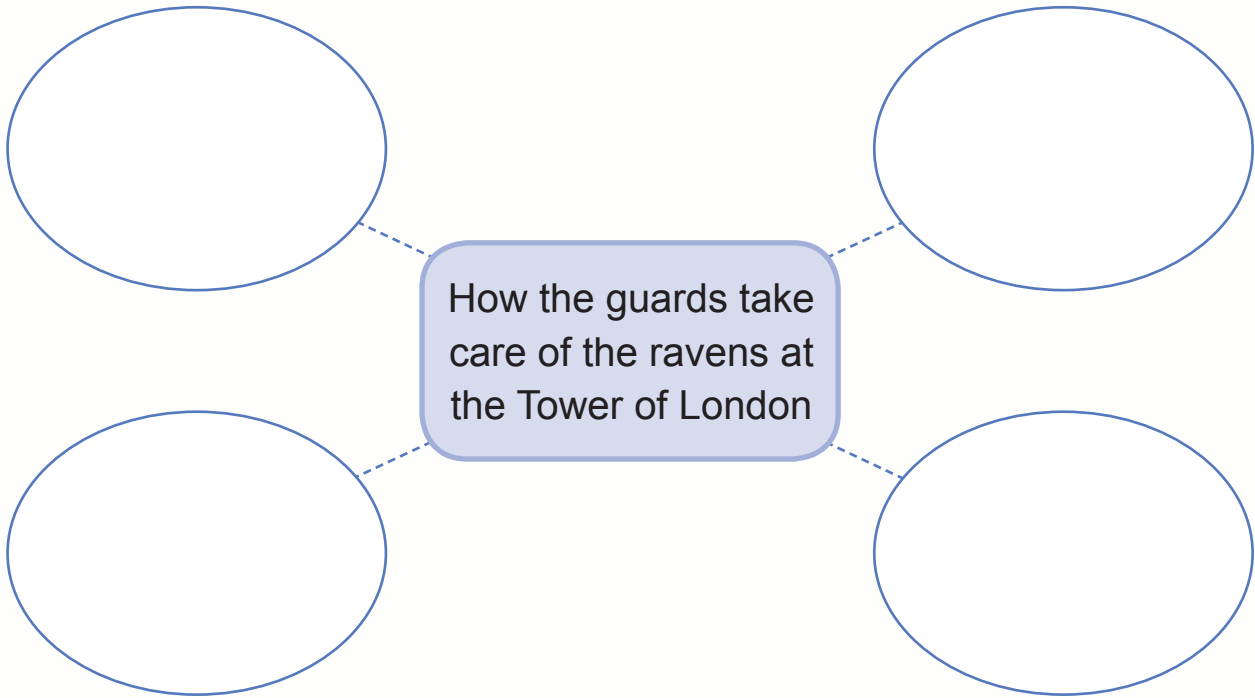 How the guards take
care of the ravens at
the Tower of London